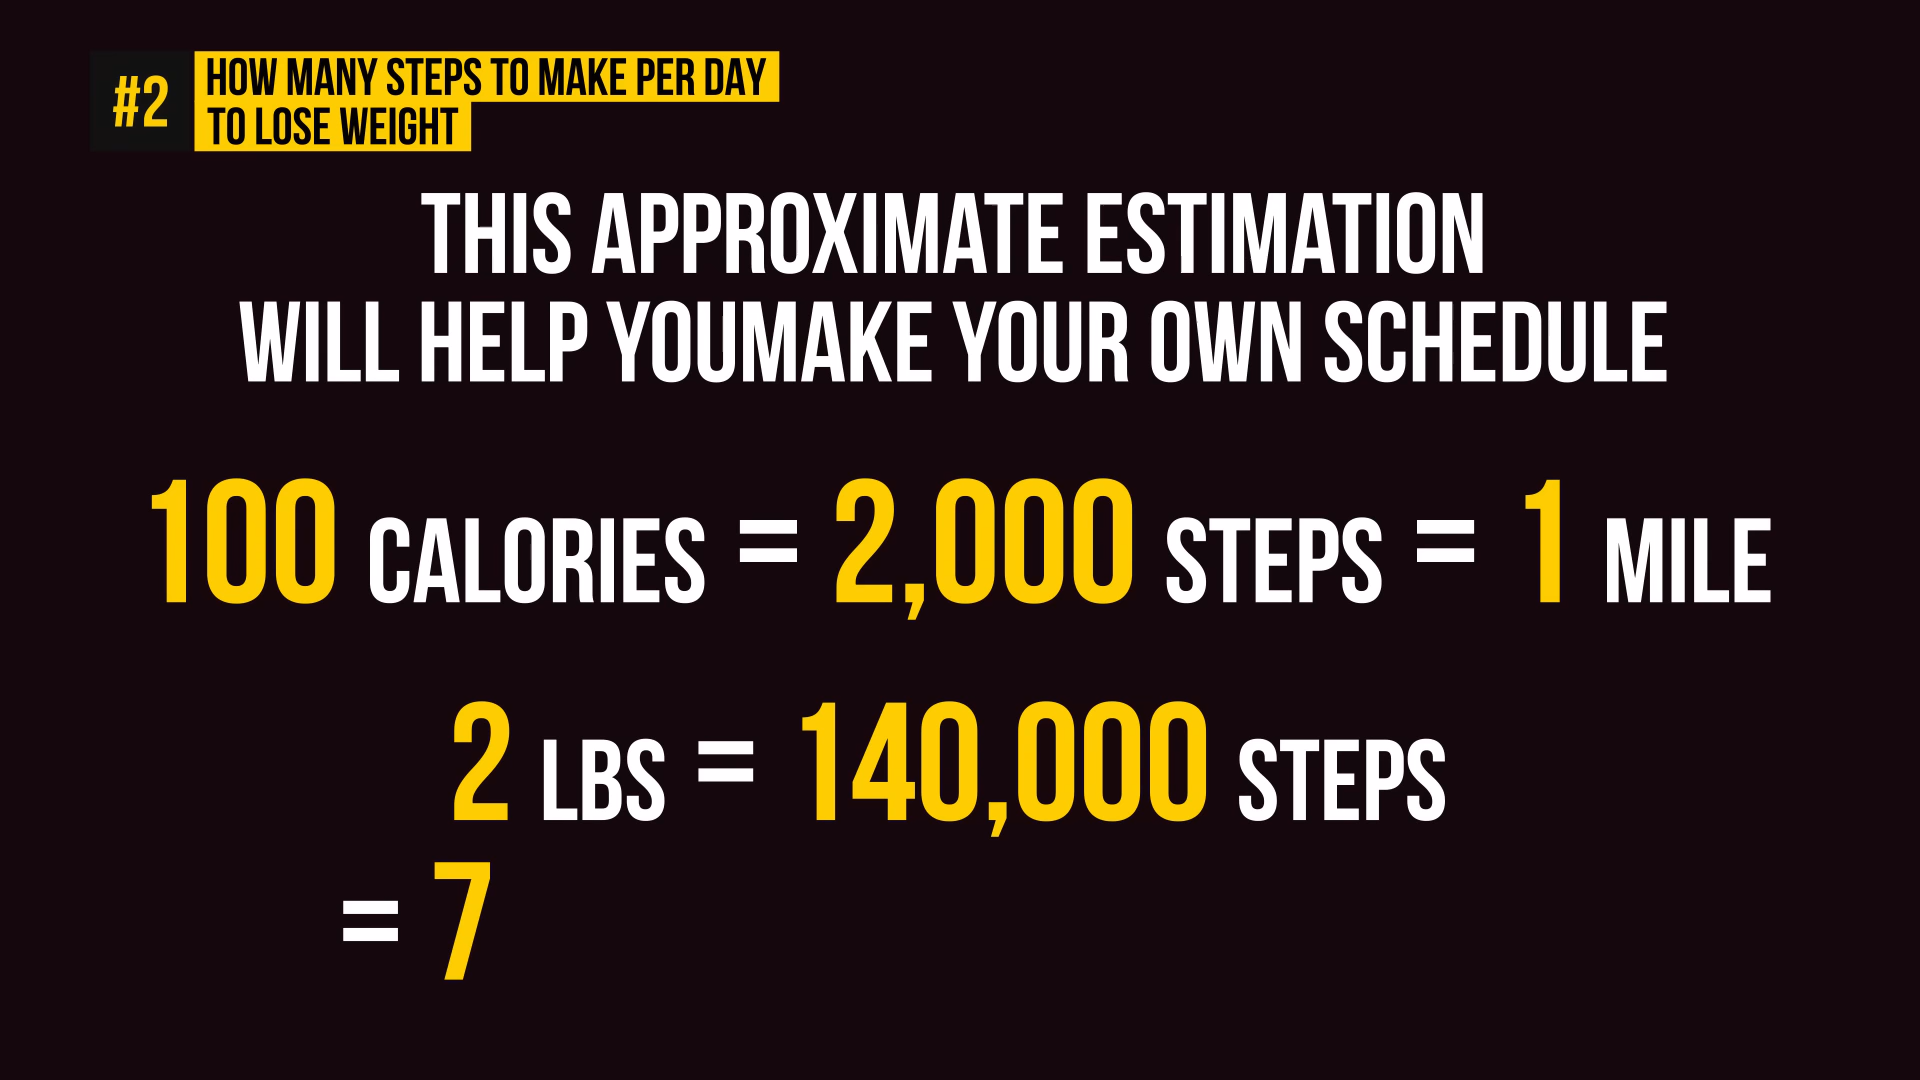 #2
HOW MANY STEPS TO MAKE PER DAY
TO LOSE WEIGHT
THIS APPROXIMATE ESTIMATION
WILL HELP YOUMAKE YOUR OWN SCHEDULE
100 CALORIES = 2,000 STEPS = 1 MILE
2 LBS = 140,000 STEPS
= 7